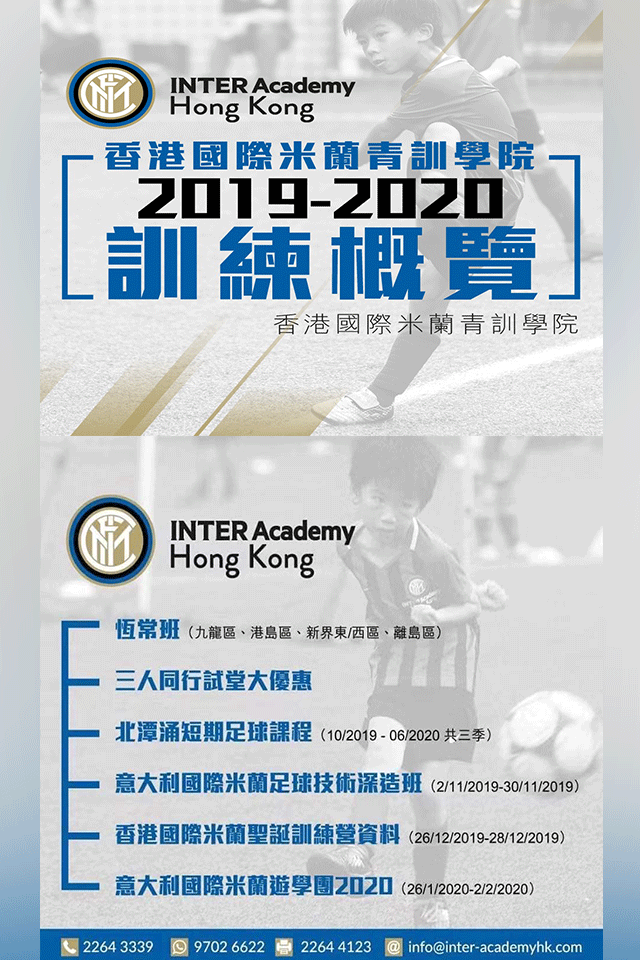 INTER Academy
Hong Kong
香港國際米蘭青訓學院
2019-2020
訓練概覽
香港國際米蘭青訓學院
INTER Academy
Hong Kong
恆常班（九龍區、港島區、新界東/西區、離島區）
三人同行試堂大優惠
北潭涌短期足球課程（10/2019 - 06/2020 共三季）
意大利國際米蘭足球技術深造班（2/11/2019-30/11/2019）
香港國際米蘭聖誕訓練營資料（26/12/2019-28/12/2019）
意大利國際米蘭遊學團2020（26/1/2020-2/2/2020）
2264 3339 9702 6622 2264 4123 info@inter-academyhk.com